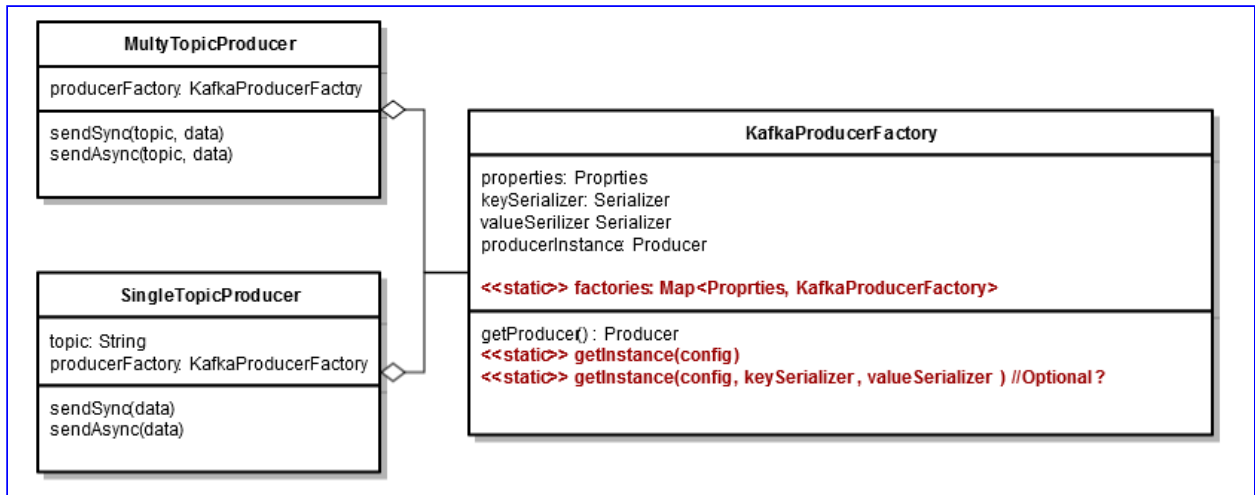 MultyTopicProducer
producerFactory: KafkaProducerFactory
sendSync(topic, data)
sendAsync(topic, data)
SingleTopicProducer
topic: String
producerFactory: KafkaProducerFactory
sendSync(data)
sendAsync(data)
KafkaProducerFactory
properties: Proprties
keySerializer: Serializer
valueSerilizer: Serializer
producerInstance: Producer
<<static>> factories: Map<Proprties, KafkaProducerFactory>
getProducer() : Producer
<<static>> getInstance(config)
<<static>> getInstance(config, keySerializer, valueSerializer ) //Optional?